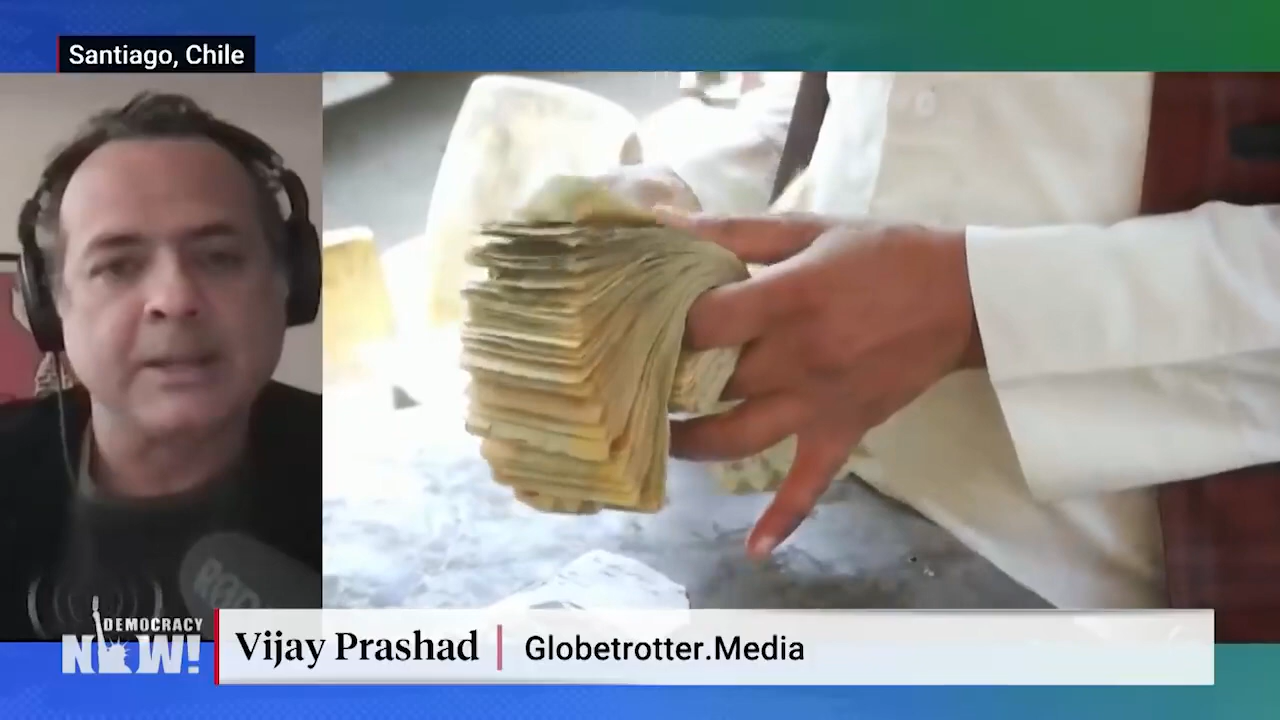 Santiago, Chile
DEMOCRACY
NOW!
Vijay Prashad
Globetrotter.Media